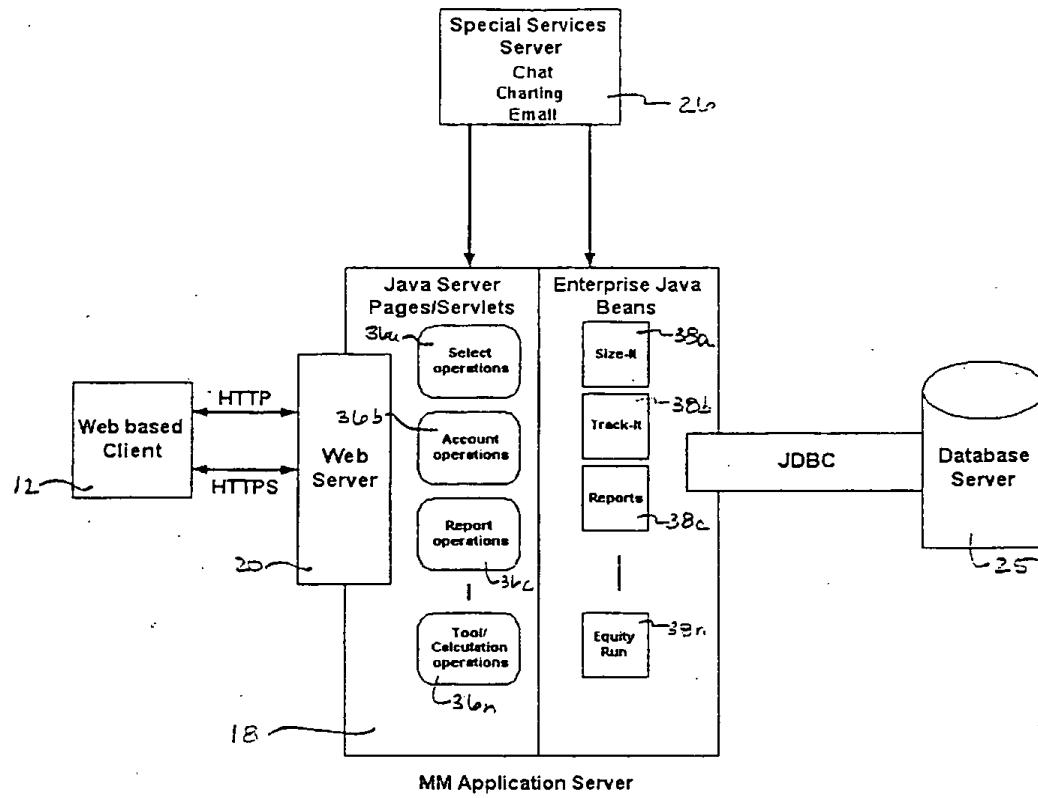 Special Services
Server
Chat
Charting
Email
26
Java Server
Pages/Servlets
Enterprise Java
Beans
36a
Select
operations
38a
Size-It
HTTP
36b
Account
operations
38b
Track-It
Web based
Client
Web
Server
JDBC
Database
Server
12
HTTPS
Report
operations
Reports
38c
20
36c
25
Tool/
Calculation
operations
38n
Equity
Run
36n
18
MM Application Server